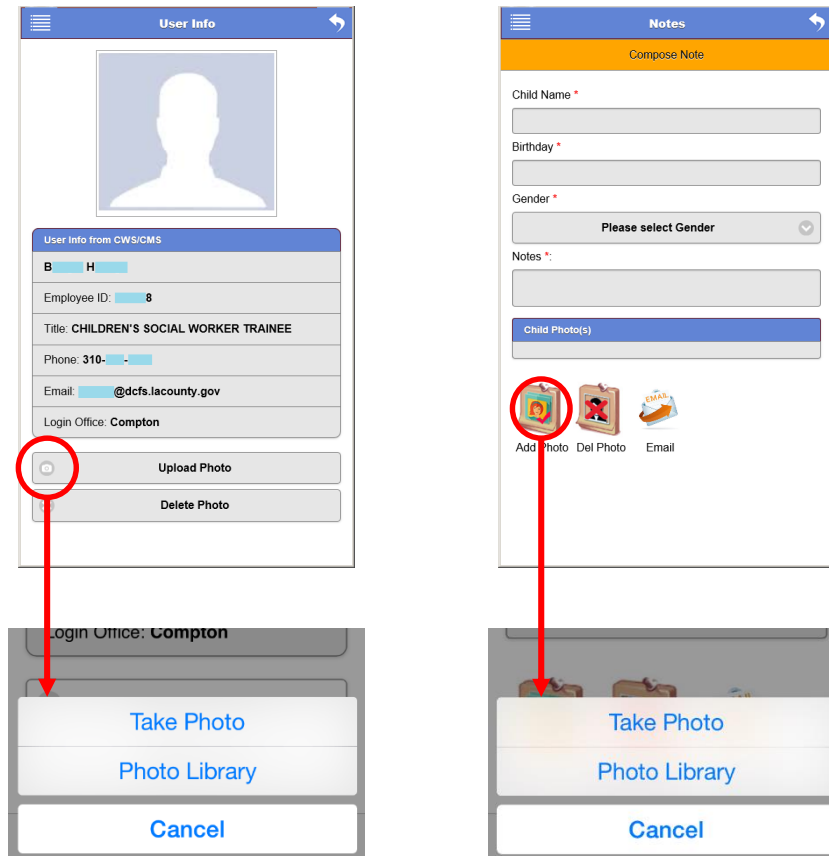 User Info
User Info from CWS/CMS
B H
Employee ID: 8
Title: CHILDREN'S SOCIAL WORKER TRAINEE
Phone: 310- -
Email: @dcfs.lacounty.gov
Login Office: Compton
Upload Photo
Delete Photo
Login Office: Compton
Take Photo
Photo Library
Cancel
Notes
Compose Note
Child Name *
Birthday *
Gender *
Please select Gender
Notes *:
Child Photo(s)
EMAIL
Add Photo Del Photo Email
Take Photo
Photo Library
Cancel